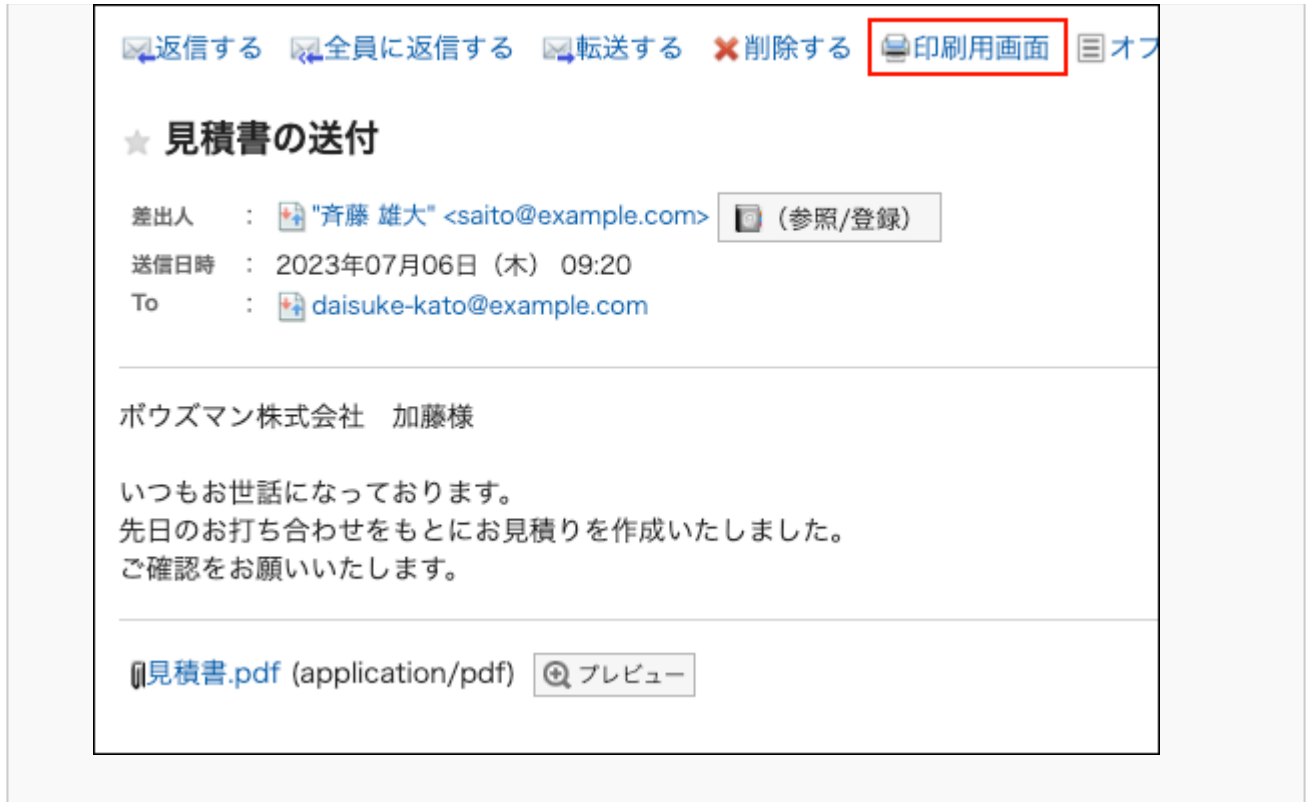 返信する 全員に返信する 転送する 削除する 印刷用画面 オフ
見積書の送付
差出人 : "斉藤 雄大" <saito@example.com> （参照/登録）
送信日時 : 2023年07月06日（木） 09:20
To : daisuke-kato@example.com
ボウズマン株式会社　加藤様
いつもお世話になっております。
先日のお打ち合わせをもとにお見積りを作成いたしました。
ご確認をお願いいたします。
見積書.pdf (application/pdf) プレビュー